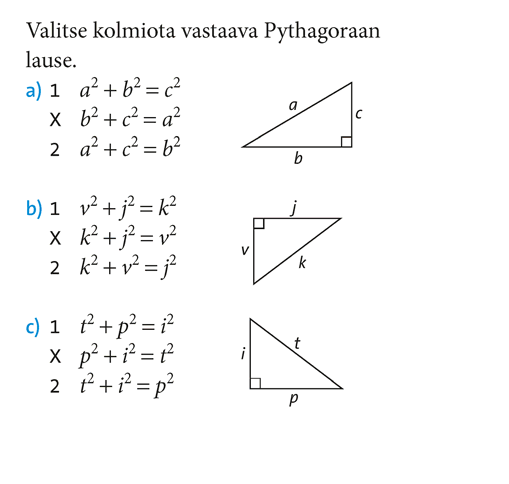 Valitse kolmiota vastaava Pythagoraan
lause.
a) 1 a² + b² = c²
X b² + c² = a²
2 a² + c² = b²
a
c
b
b) 1 v² + j² = k²
X k² + j² = v²
2 k² + v² = j²
j
v
k
c) 1 t² + p² = i²
X p² + i² = t²
2 t² + i² = p²
i
t
p